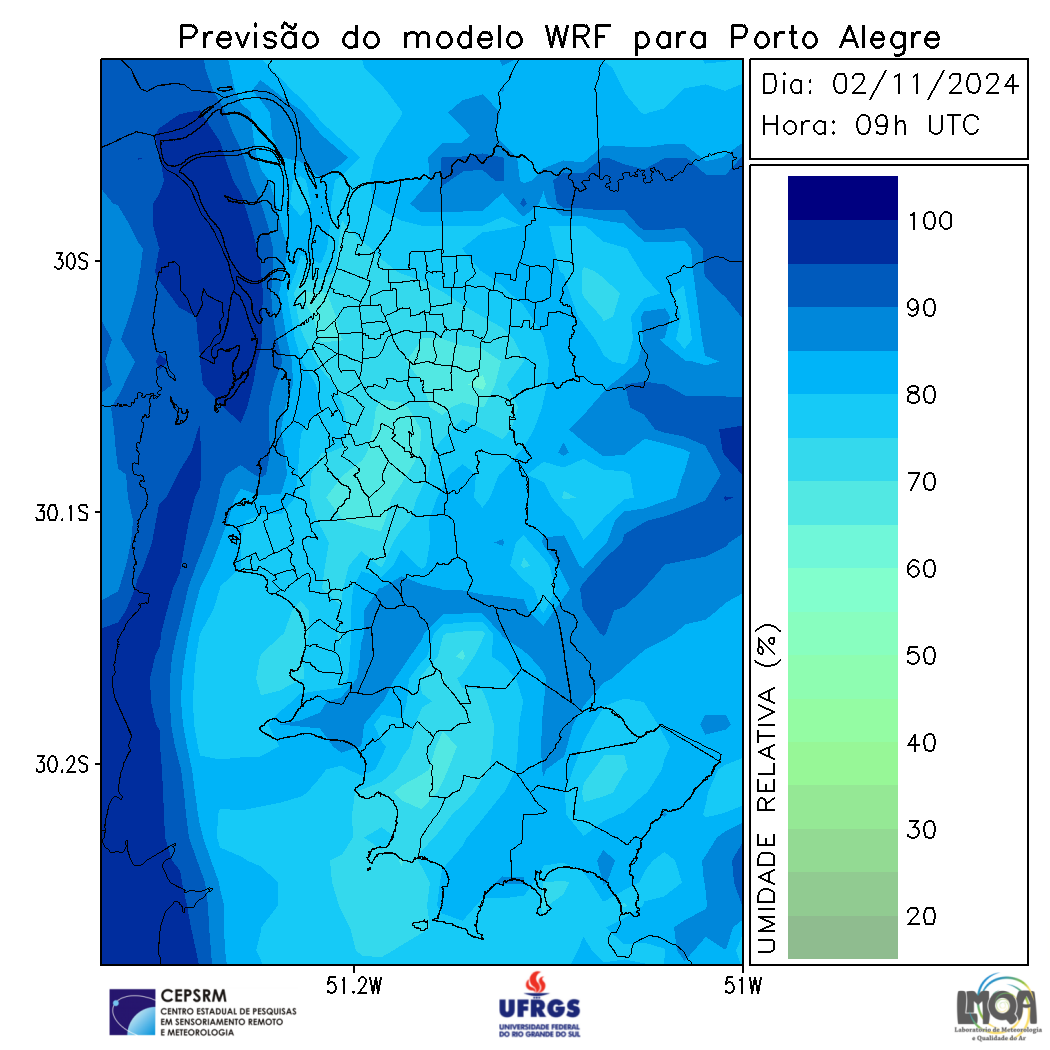 Previsão do modelo WRF para Porto Alegre
Dia: 02/11/2024
Hora: 09h UTC
30S
30.1S
30.2S
51.2W
51W
UMIDADE RELATIVA (%)
100
90
80
70
60
50
40
30
20
CEPSRM
CENTRO ESTADUAL DE PESQUISAS
EM SENSORIAMENTO REMOTO
E METEOROLOGIA
UFRGS
UNIVERSIDADE FEDERAL
DO RIO GRANDE DO SUL
LMQA
Laboratório de Meteorologia
e Qualidade do Ar